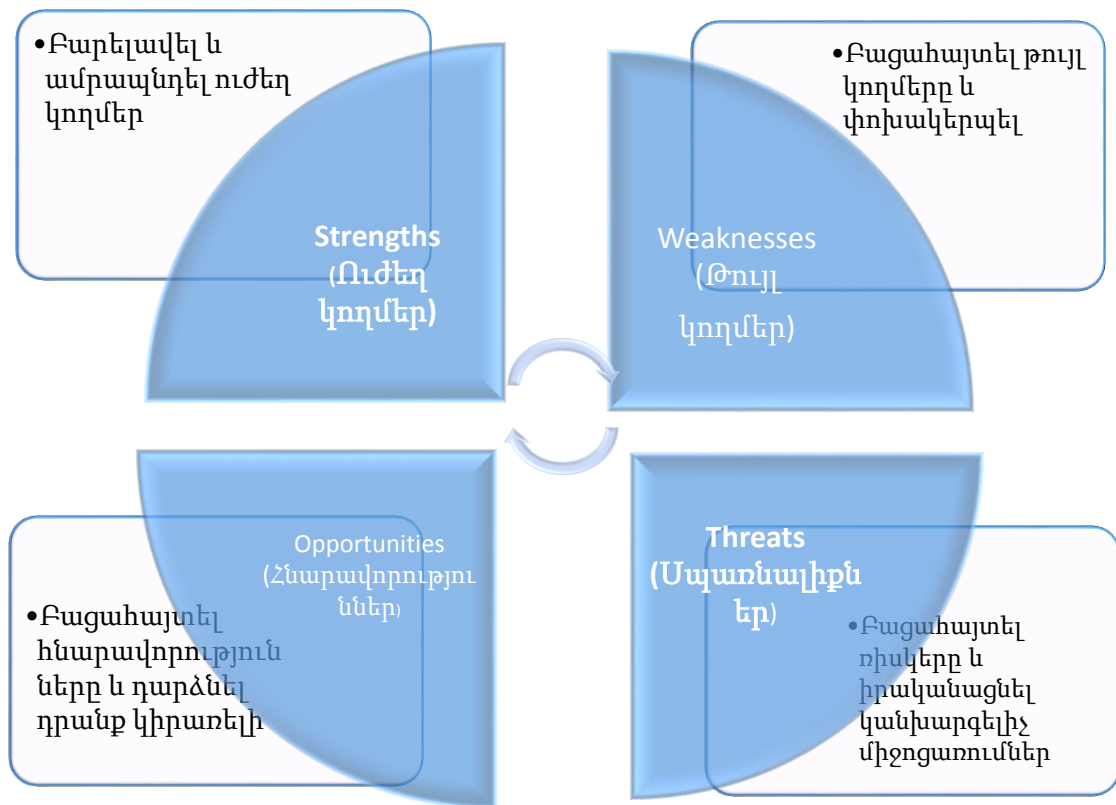 •Բարելավել և
ամրապնդել ուժեղ
կողմեր
•Բացահայտել թույլ
կողմերը և
փոխակերպել
Strengths
(Ուժեղ
կողմեր)
Weaknesses
(Թույլ
կողմեր)
Opportunities
(Հնարավորությու
ններ)
Threats
(Սպառնալիքն
եր)
•Բացահայտել
հնարավորություն
ները և դարձնել
դրանք կիրառելի
•Բացահայտել
ռիսկերը և
իրականացնել
կանխարգելիչ
միջոցառումներ